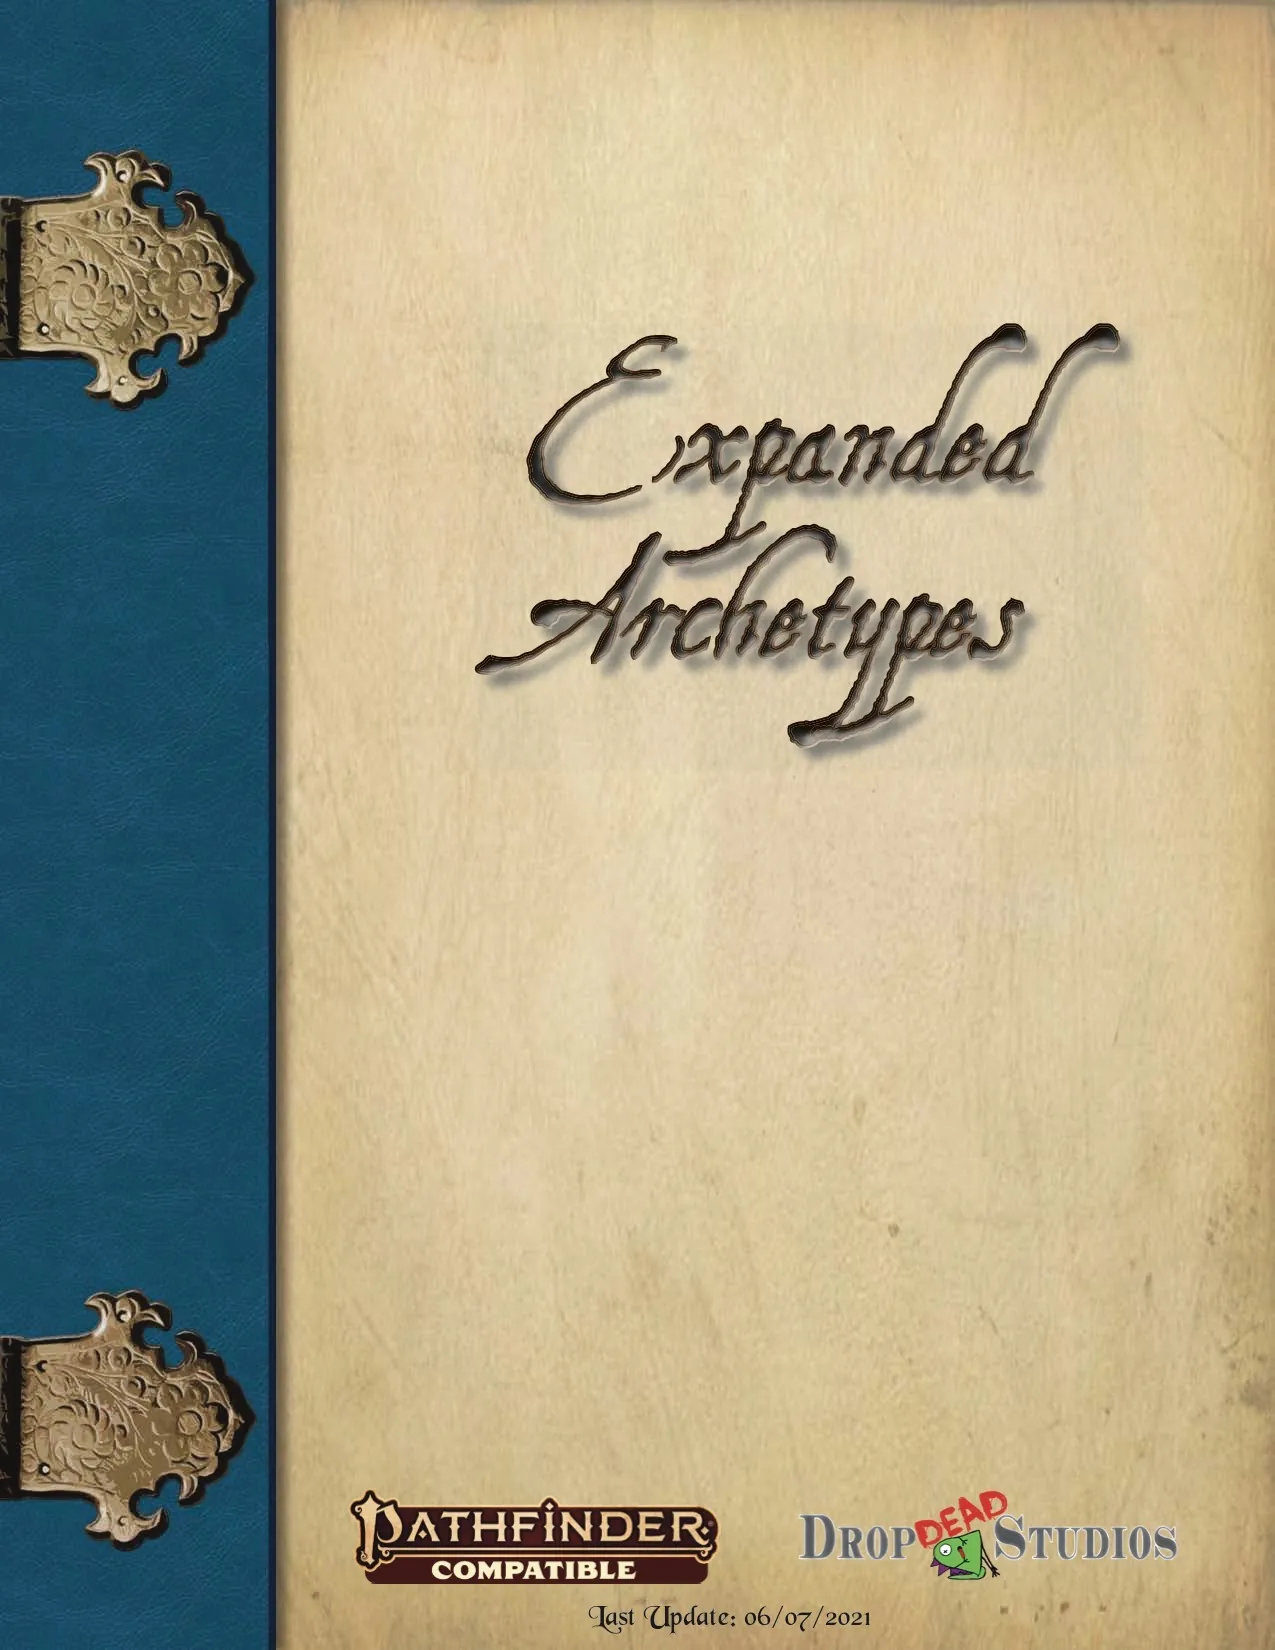 Expanded
Archetypes
PATHFINDER
COMPATIBLE
DROP DEAD STUDIOS
Last Update: 06/07/2021